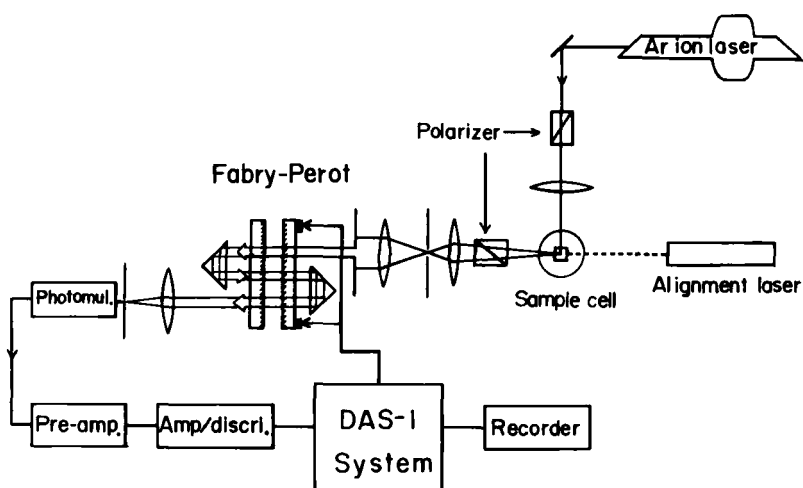 Ar ion laser
Polarizer
Fabry-Perot
Sample cell
Alignment laser
Photomul.
Pre-amp.
Amp/discri.
DAS-1
System
Recorder